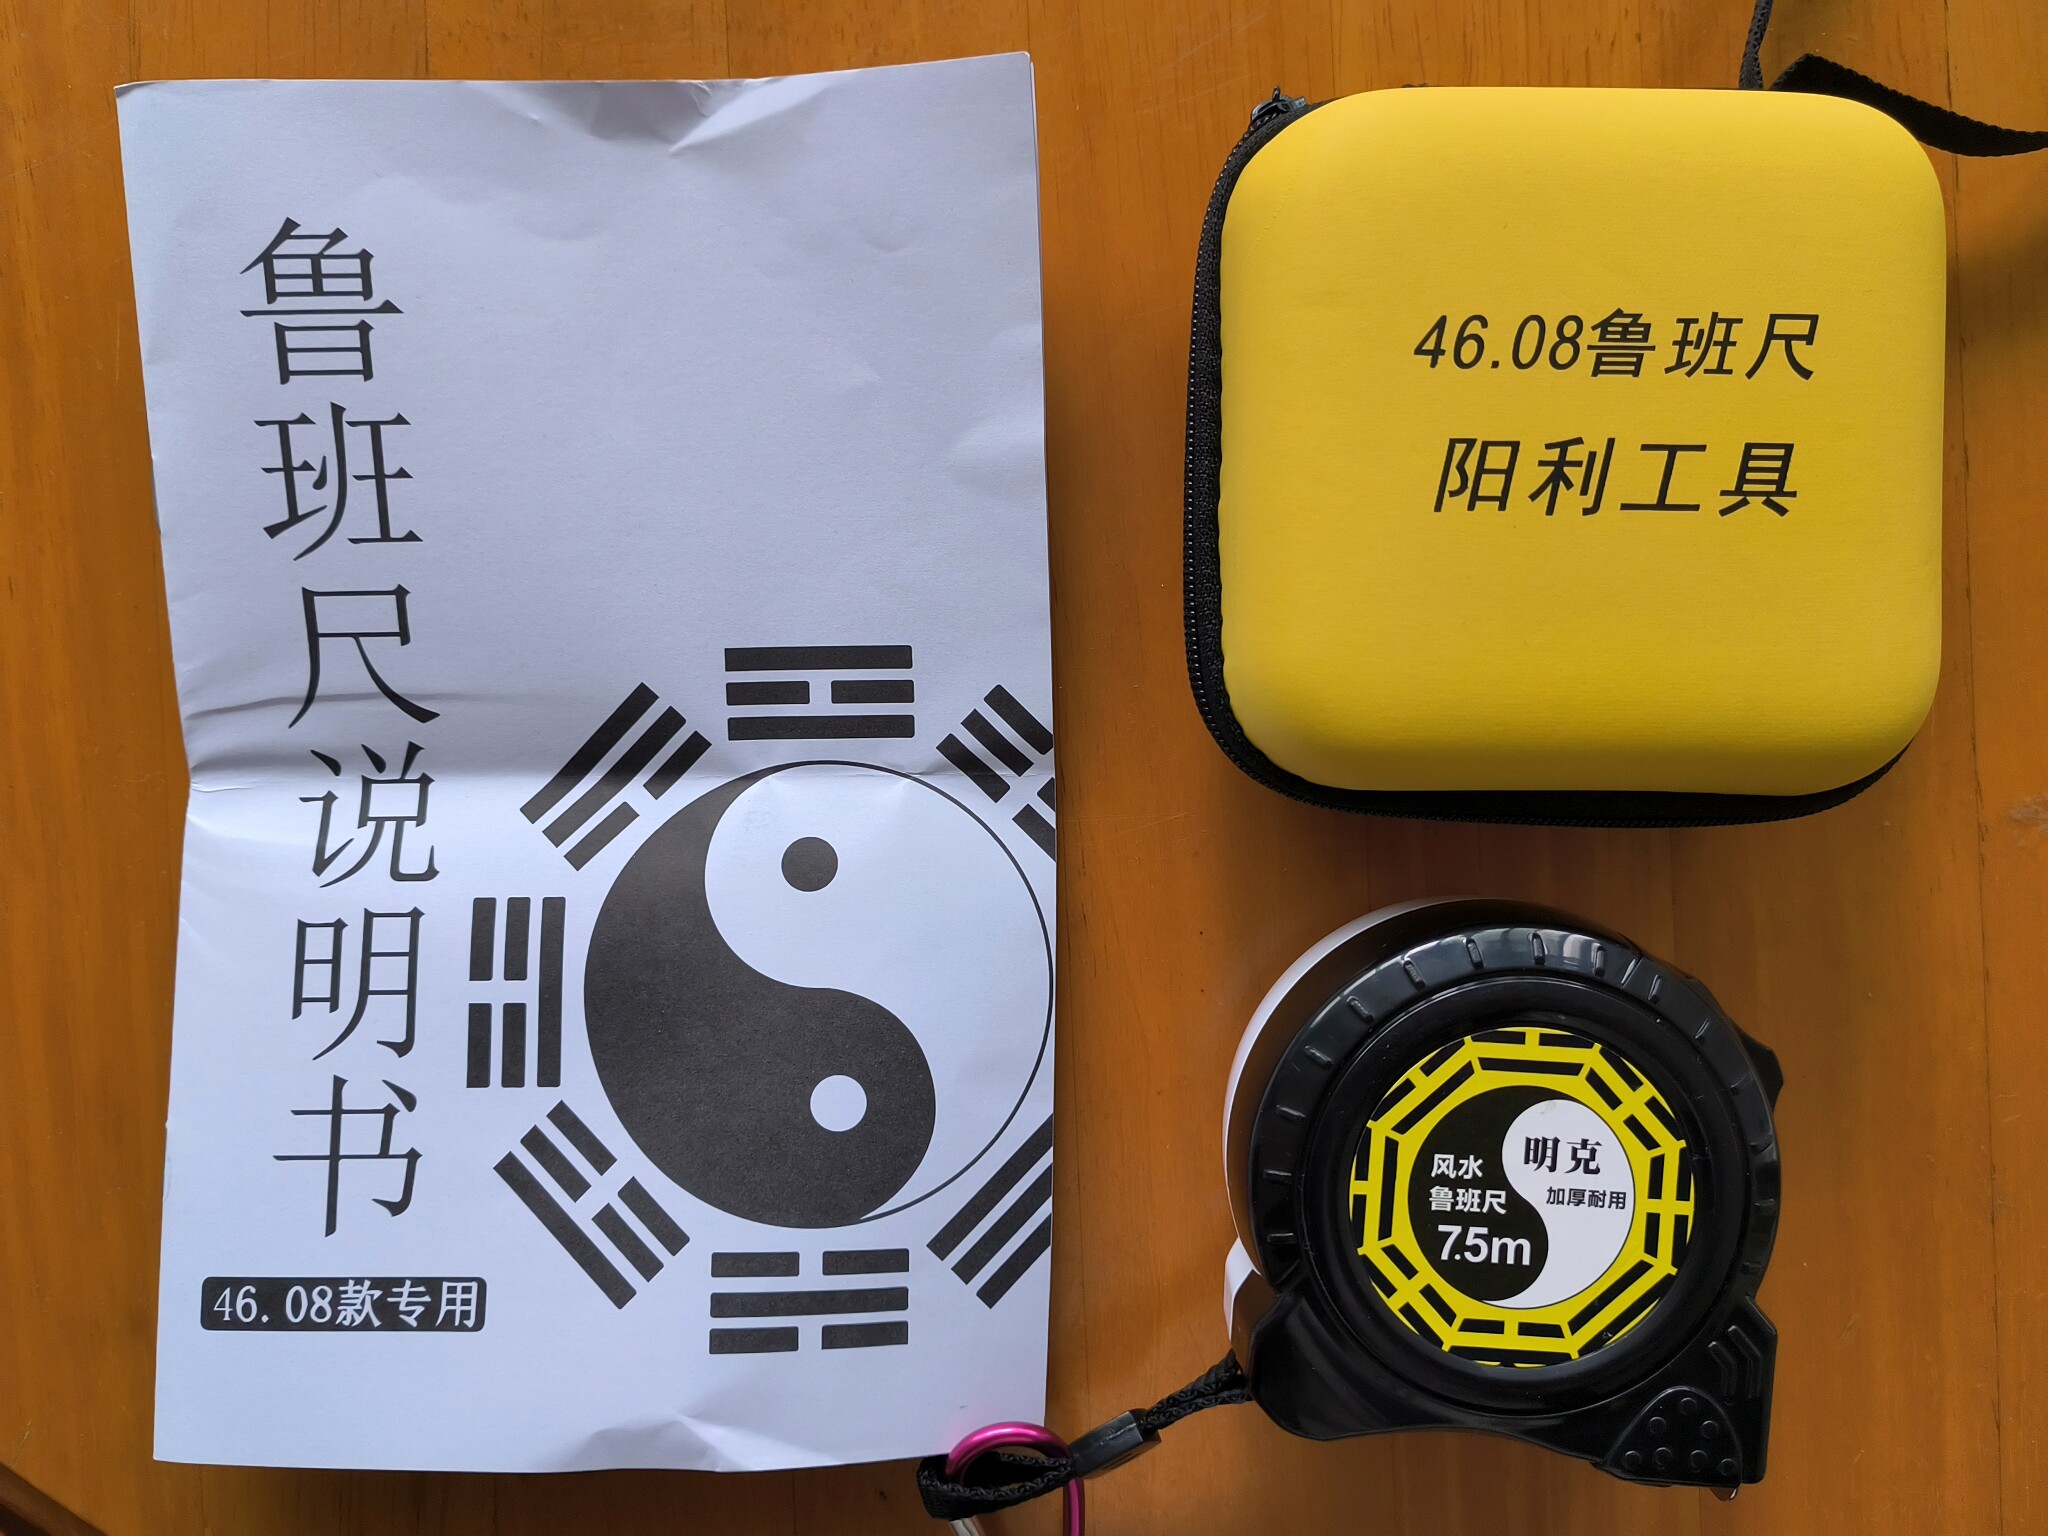 鲁班尺说明书
46.08款专用
46.08鲁班尺
阳利工具
风水
鲁班尺
7.5m
明克
加厚耐用